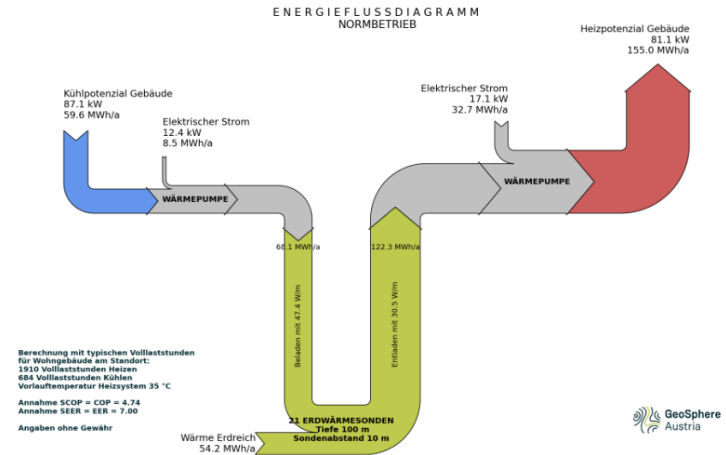 ENERGIEFLUSSDIAGRAMM
NORMBETRIEB
Heizpotenzial Gebäude
81.1 kW
155.0 MWh/a
Kühlpotenzial Gebäude
87.1 kW
59.6 MWh/a
Elektrischer Strom
12.4 kW
8.5 MWh/a
Elektrischer Strom
17.1 kW
32.7 MWh/a
WÄRMEPUMPE
WÄRMEPUMPE
68.1 MWh/a
122.3 MWh/a
Beladen mit 47.4 W/m
Entladen mit 30.5 W/m
Berechnung mit typischen Volllaststunden
für Wohngebäude am Standort:
1910 Volllaststunden Heizen
684 Volllaststunden Kühlen
Vorlauftemperatur Heizsystem 35 °C
Annahme SCOP = COP = 4.74
Annahme SEER = EER = 7.00
Angaben ohne Gewähr
21 ERDWÄRMESONDEN
Tiefe 100 m
Sondenabstand 10 m
Wärme Erdreich
54.2 MWh/a
GeoSphere
Austria